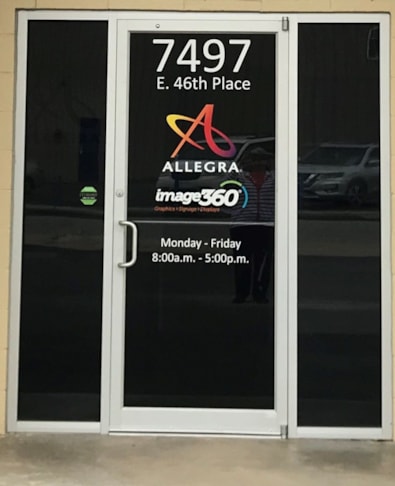 7497
E. 46th Place
ALLEGRA
image360
Graphics • Signage • Displays
Monday - Friday
8:00a.m. - 5:00p.m.